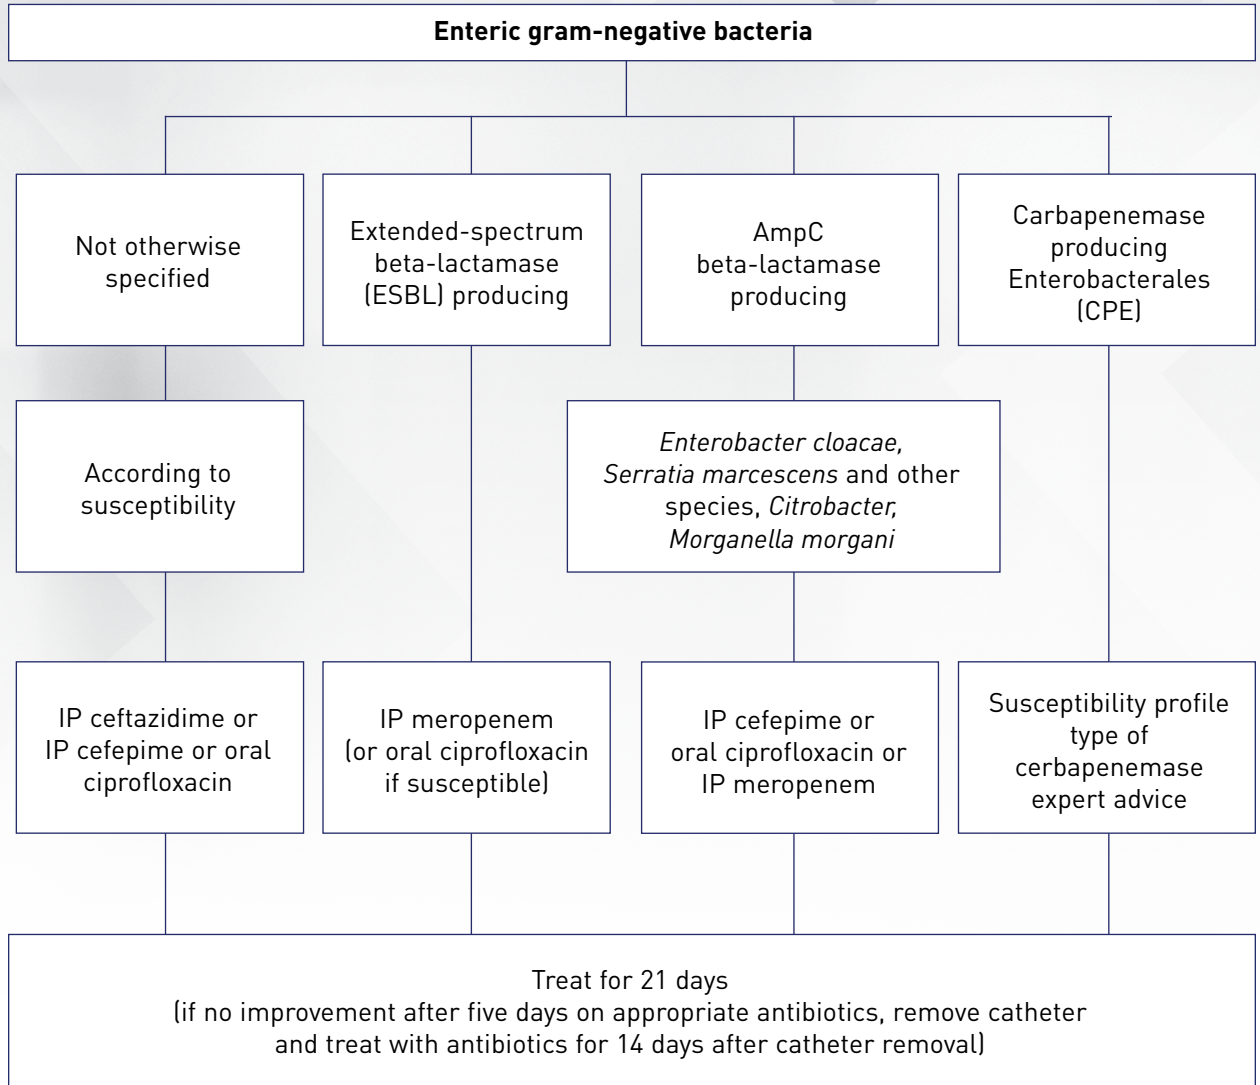 Enteric gram-negative bacteria
Not otherwise
specified
Extended-spectrum
beta-lactamase
(ESBL) producing
AmpC
beta-lactamase
producing
Carbapenemase
producing
Enterobacterales
(CPE)
According to
susceptibility
Enterobacter cloacae,
Serratia marcescens and other
species, Citrobacter,
Morganella morgani
IP ceftazidime or
IP cefepime or oral
ciprofloxacin
IP meropenem
(or oral ciprofloxacin
if susceptible)
IP cefepime or
oral ciprofloxacin or
IP meropenem
Susceptibility profile
type of
cerbapenemase
expert advice
Treat for 21 days
(if no improvement after five days on appropriate antibiotics, remove catheter
and treat with antibiotics for 14 days after catheter removal)